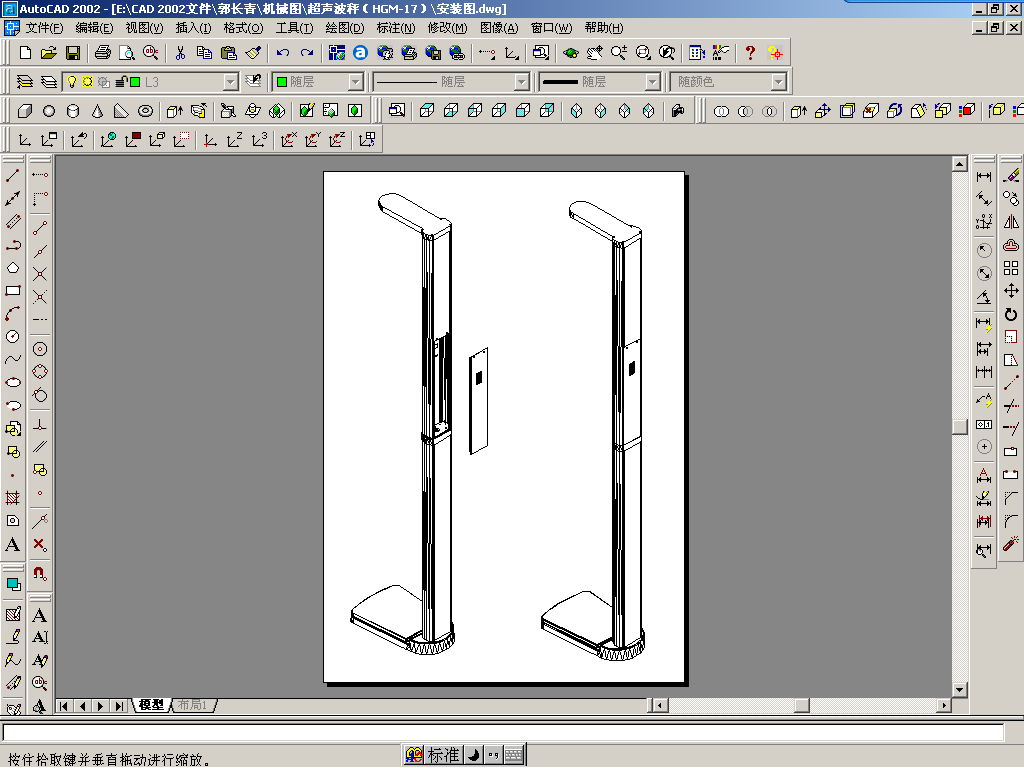 AutoCAD 2002 - [E:\CAD 2002文件\郭长青\机械图\超声波秤(HGM-17)\安装图.dwg]
文件(F) 编辑(E) 视图(V) 插入(I) 格式(O) 工具(T) 绘图(D) 标注(N) 修改(M) 图像(A) 窗口(W) 帮助(H)
L3 随层 随层 随层 随颜色
模型 布局1
按住拾取键并垂直拖动进行缩放。
标准